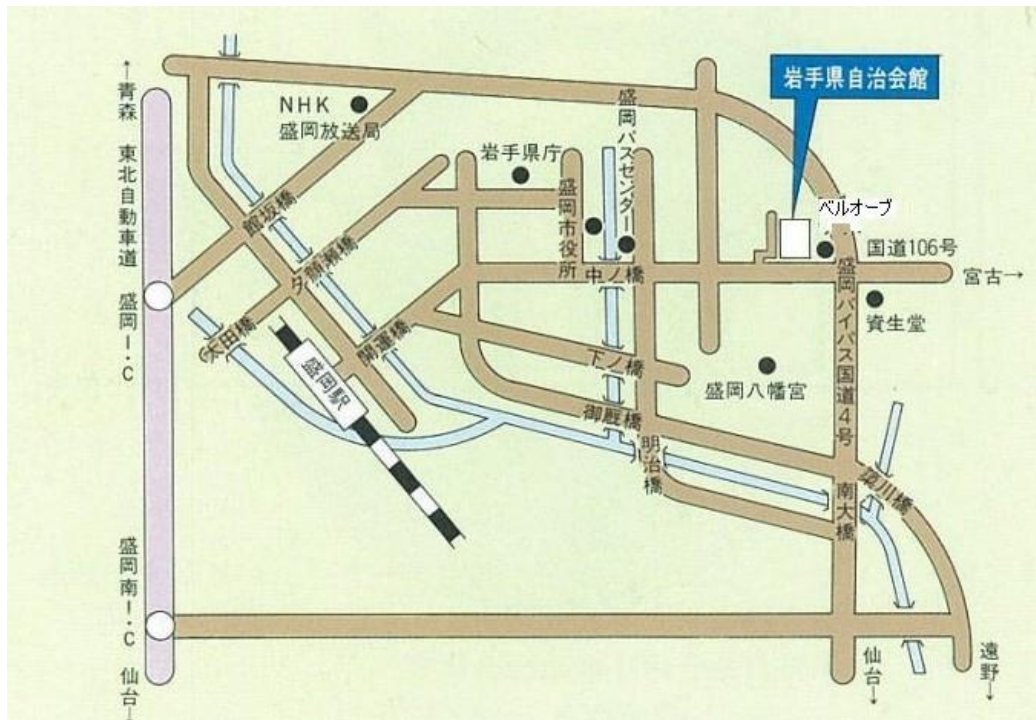 岩手県自治会館
←青森
東北自動車道
盛岡I・C
盛岡南I・C
仙台→
NHK
盛岡放送局
岩手県庁
盛岡市役所
盛岡バスセンター
ベルオーブ
国道106号
宮古→
資生堂
盛岡八幡宮
盛岡バイパス国道4号
館坂橋
夕顔瀬橋
太田橋
開運橋
盛岡駅
中ノ橋
下ノ橋
御厩橋
明治橋
南大橋
簗川橋
仙台→
遠野→